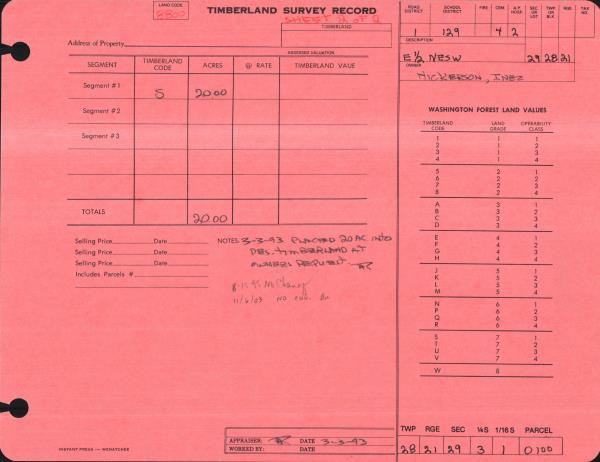 LAND CODE
8800
TIMBERLAND SURVEY RECORD
SHEET 2 of 2
TIMBERLAND
Address of Property
ASSESSED VALUATION
SEGMENT TIMBERLAND CODE ACRES @ RATE TIMBERLAND VALUE
Segment #1 S 20.00
Segment #2
Segment #3
TOTALS 20.00
Selling Price Date
Selling Price Date
Selling Price Date
Includes Parcels #
NOTES 3-3-93 PLACED 20 AC INTO
DES. TIMBERLAND AT
OWNERS REQUEST
8-11-95 No Change
11/6/03 NO CHG.
APPRAISER: DATE 3-3-93
WORKED BY: DATE
INSTANT PRESS — WENATCHEE
ROAD DISTRICT SCHOOL DISTRICT FIRE CEM. A.P. HOSP. SEC OR LOT TWP OR BLK. RGE TAX NO.
1 129 4 2
DESCRIPTION
E 1/2 NESW 29 28 21
OWNER
NICKERSON, INEZ
WASHINGTON FOREST LAND VALUES
TIMBERLAND CODE LAND GRADE OPERABILITY CLASS
1 1 1
2 1 2
3 1 3
4 1 4
5 2 1
6 2 2
7 2 3
8 2 4
A 3 1
B 3 2
C 3 3
D 3 4
E 4 1
F 4 2
G 4 3
H 4 4
J 5 1
K 5 2
L 5 3
M 5 4
N 6 1
P 6 2
Q 6 3
R 6 4
S 7 1
T 7 2
U 7 3
V 7 4
W 8
TWP RGE SEC ¼S 1/16 S PARCEL
28 21 29 3 1 0100